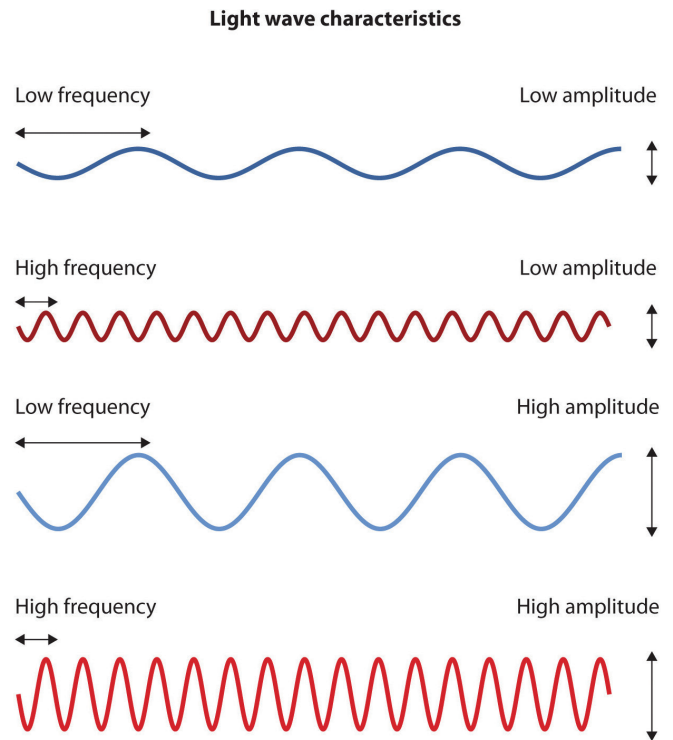 Light wave characteristics
Low frequency Low amplitude
High frequency Low amplitude
Low frequency High amplitude
High frequency High amplitude